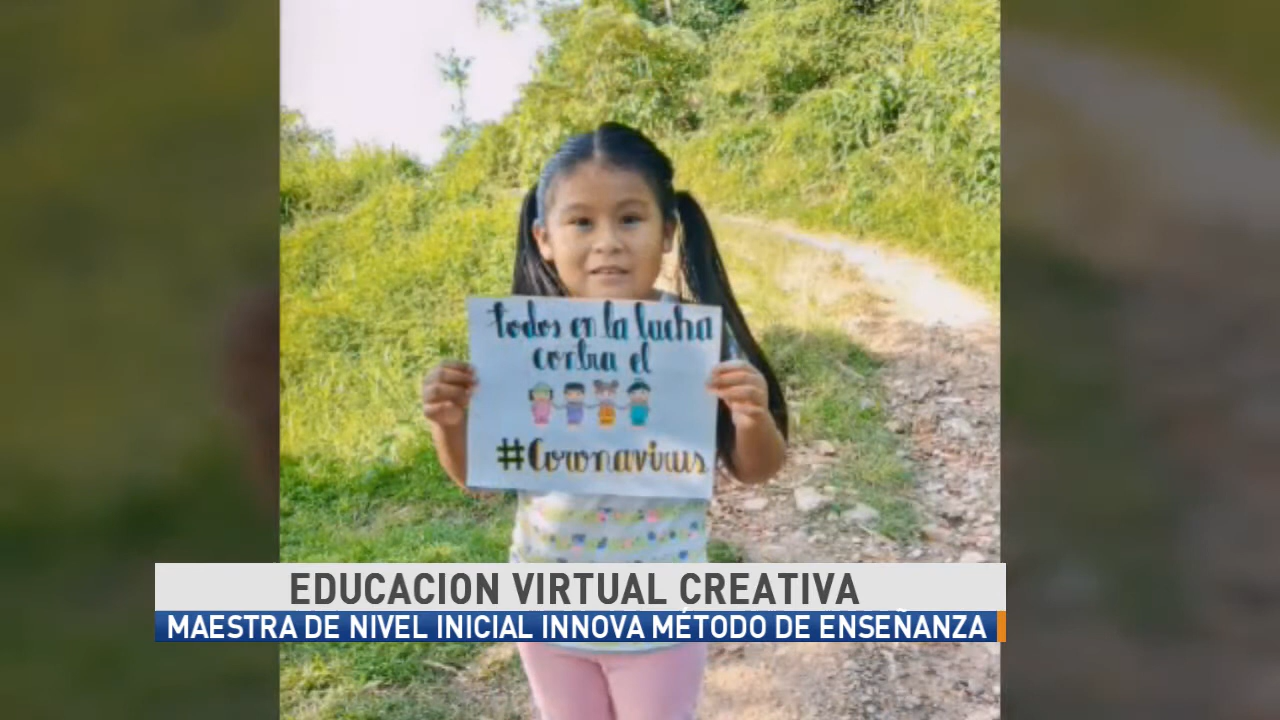 todos en la lucha
contra el
#Coronavirus
EDUCACION VIRTUAL CREATIVA
MAESTRA DE NIVEL INICIAL INNOVA MÉTODO DE ENSEÑANZA